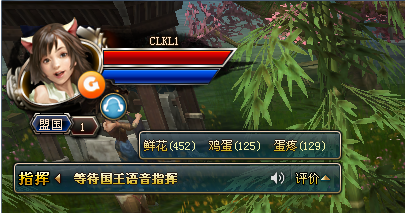 CLKL1
G
盟国 1
鲜花(452) 鸡蛋(125) 蛋疼(129)
指挥 等待国王语音指挥 评价